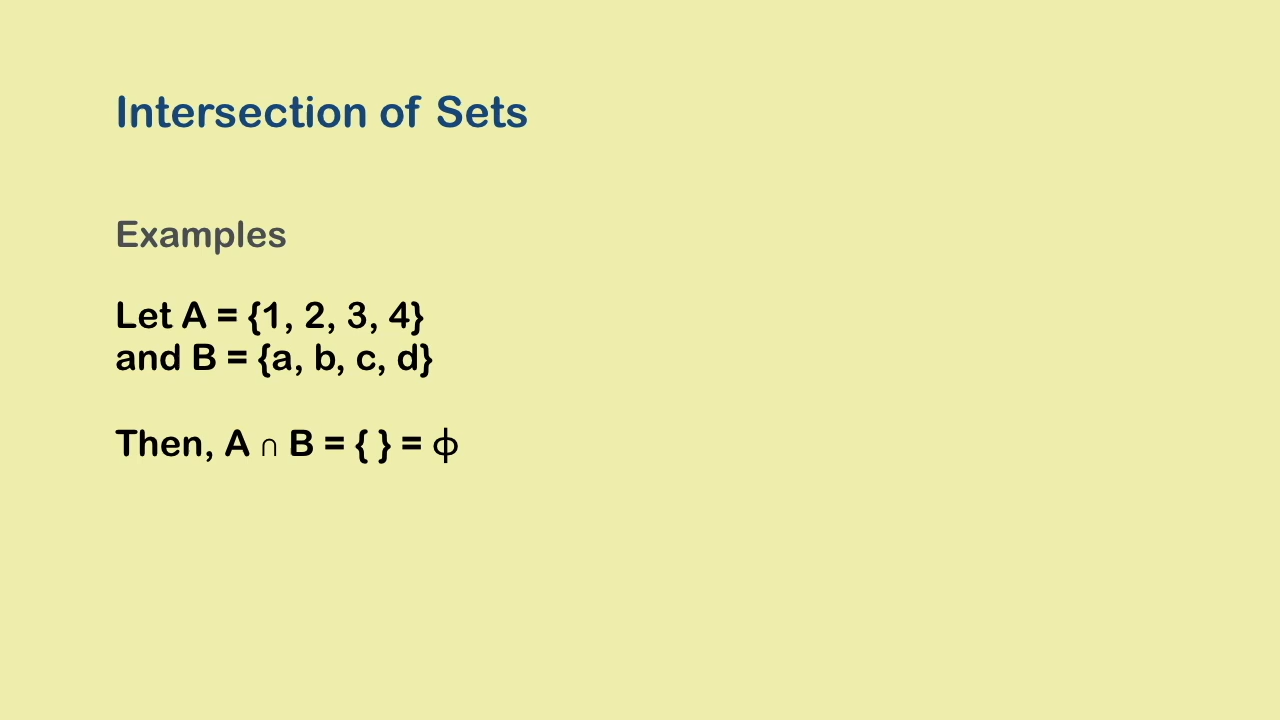 Intersection of Sets
Examples
Let A = {1, 2, 3, 4}
and B = {a, b, c, d}
Then, A ∩ B = { } = ϕ